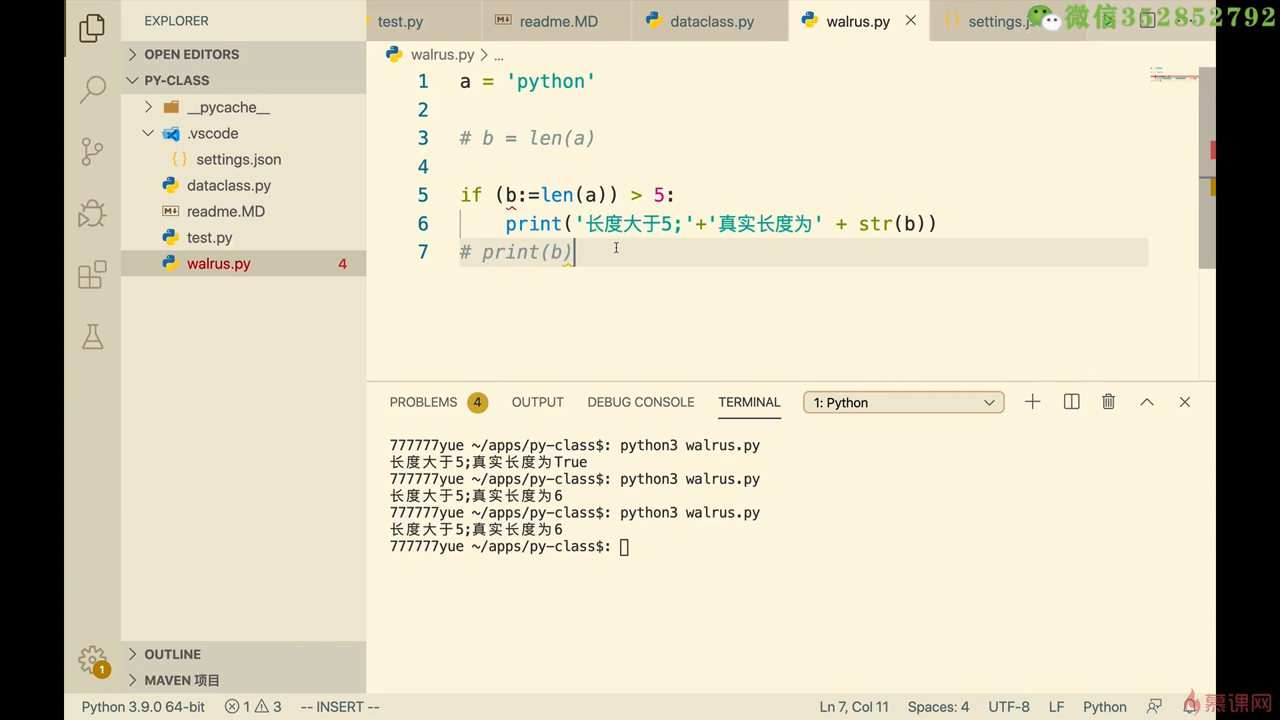 EXPLORER
OPEN EDITORS
PY-CLASS
__pycache__
.vscode
settings.json
dataclass.py
readme.MD
test.py
walrus.py 4
OUTLINE
MAVEN 项目
test.py readme.MD dataclass.py walrus.py settings.js
微信352852792
walrus.py > ...
1 a = 'python'
2
3 # b = len(a)
4
5 if (b:=len(a)) > 5:
6 print('长度大于5;'+'真实长度为' + str(b))
7 # print(b)
PROBLEMS 4 OUTPUT DEBUG CONSOLE TERMINAL 1: Python
777777yue ~/apps/py-class$: python3 walrus.py
长度大于5;真实长度为True
777777yue ~/apps/py-class$: python3 walrus.py
长度大于5;真实长度为6
777777yue ~/apps/py-class$: python3 walrus.py
长度大于5;真实长度为6
777777yue ~/apps/py-class$:
1
Python 3.9.0 64-bit 1 3 -- INSERT -- Ln 7, Col 11 Spaces: 4 UTF-8 LF Python
慕课网